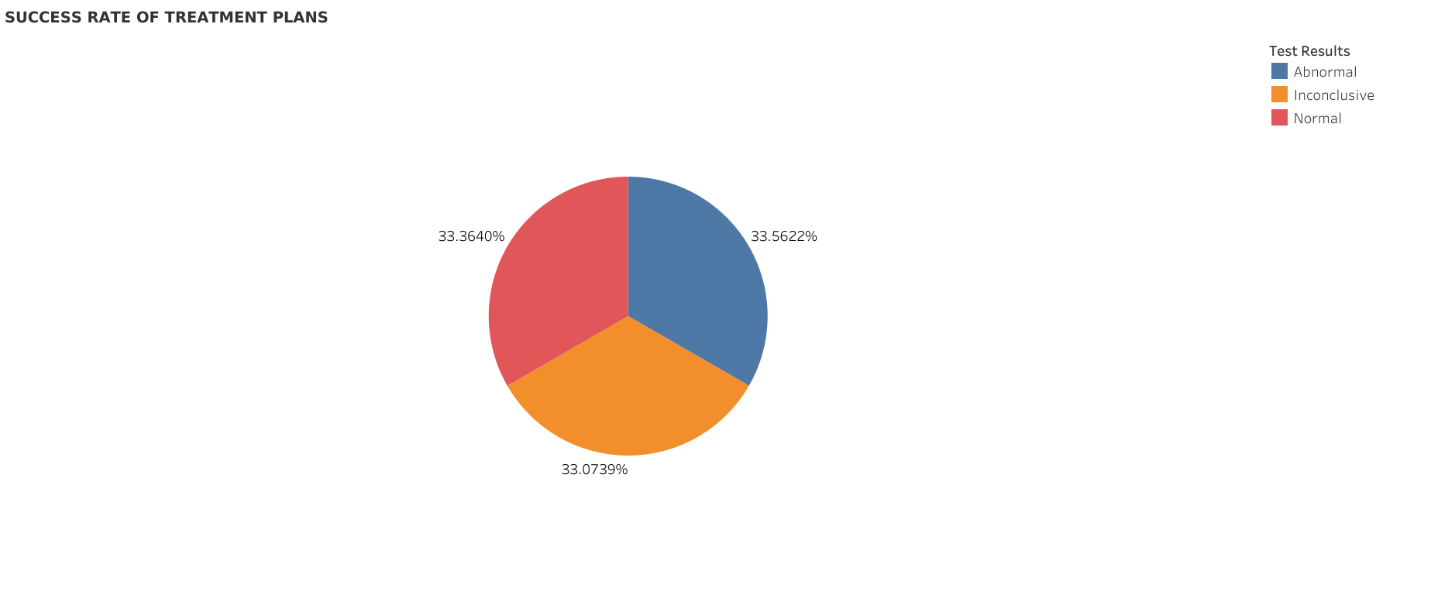 SUCCESS RATE OF TREATMENT PLANS
Test Results
Abnormal
Inconclusive
Normal
33.3640%
33.5622%
33.0739%